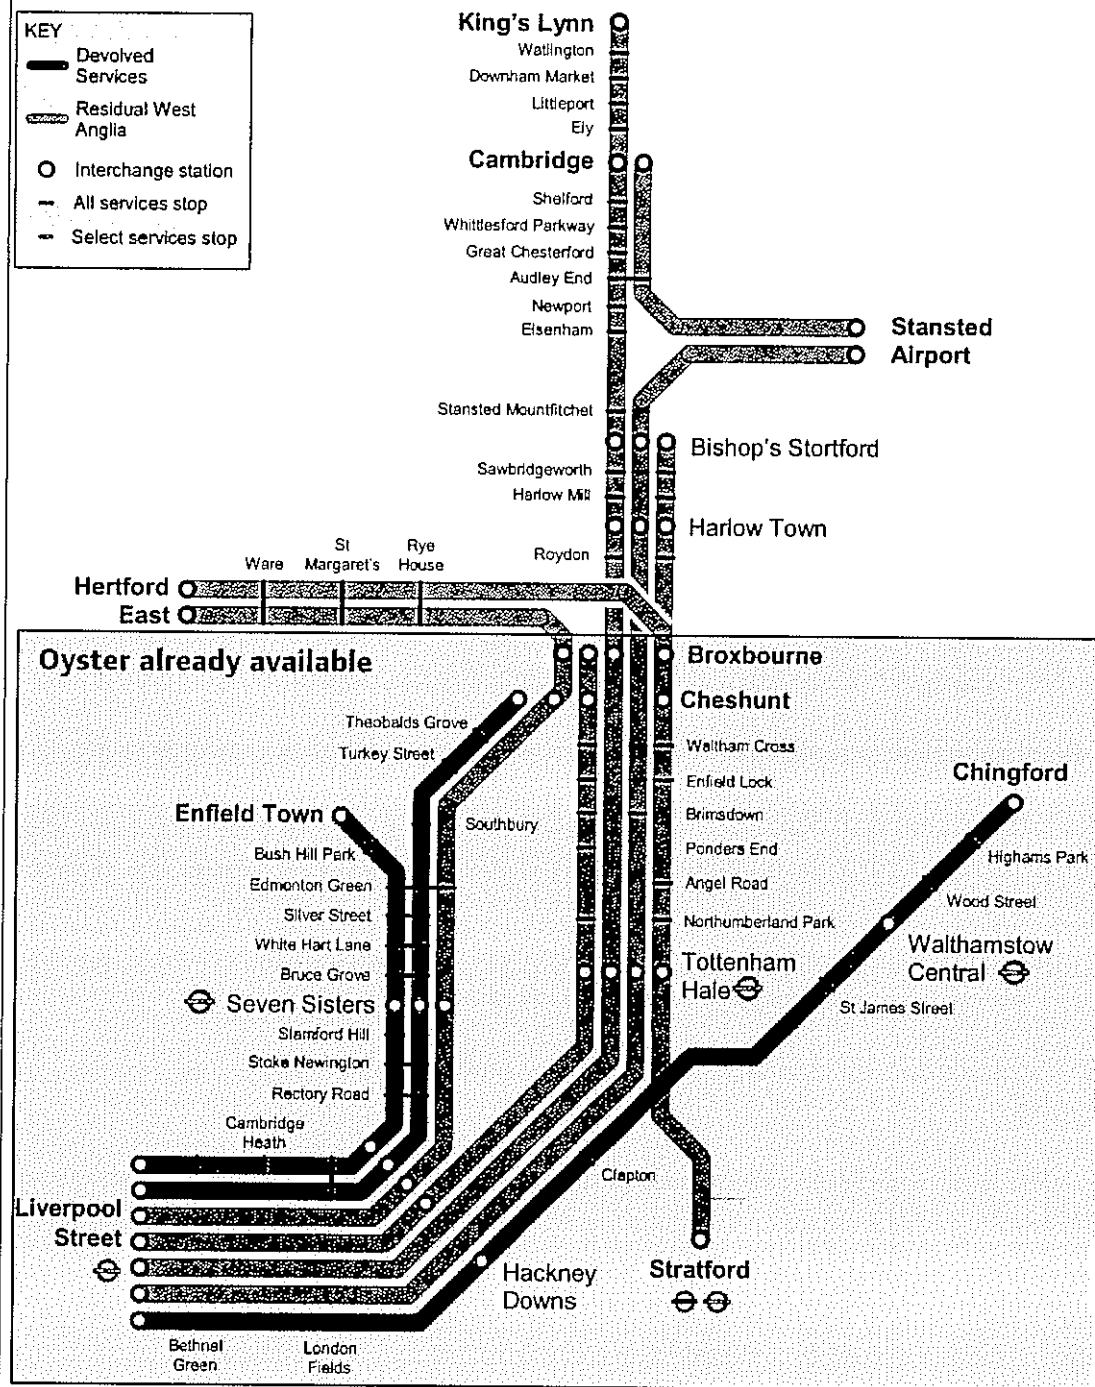 KEY
Devolved
Services
Residual West
Anglia
Interchange station
All services stop
Select services stop
King's Lynn
Watlington
Downham Market
Littleport
Ely
Cambridge
Shelford
Whittlesford Parkway
Great Chesterford
Audley End
Newport
Elsenham
Stansted
Airport
Stansted Mountfitchet
Bishop's Stortford
Sawbridgeworth
Harlow Mill
Harlow Town
Roydon
Ware
St
Margaret's
Rye
House
Hertford
East
Oyster already available
Broxbourne
Cheshunt
Theobalds Grove
Turkey Street
Waltham Cross
Enfield Lock
Brimsdown
Ponders End
Angel Road
Northumberland Park
Chingford
Highams Park
Wood Street
Walthamstow
Central
St James Street
Enfield Town
Southbury
Bush Hill Park
Edmonton Green
Silver Street
White Hart Lane
Bruce Grove
Seven Sisters
Stamford Hill
Stoke Newington
Rectory Road
Tottenham
Hale
Cambridge
Heath
Clapton
Liverpool
Street
Hackney
Downs
Stratford
Bethnal
Green
London
Fields